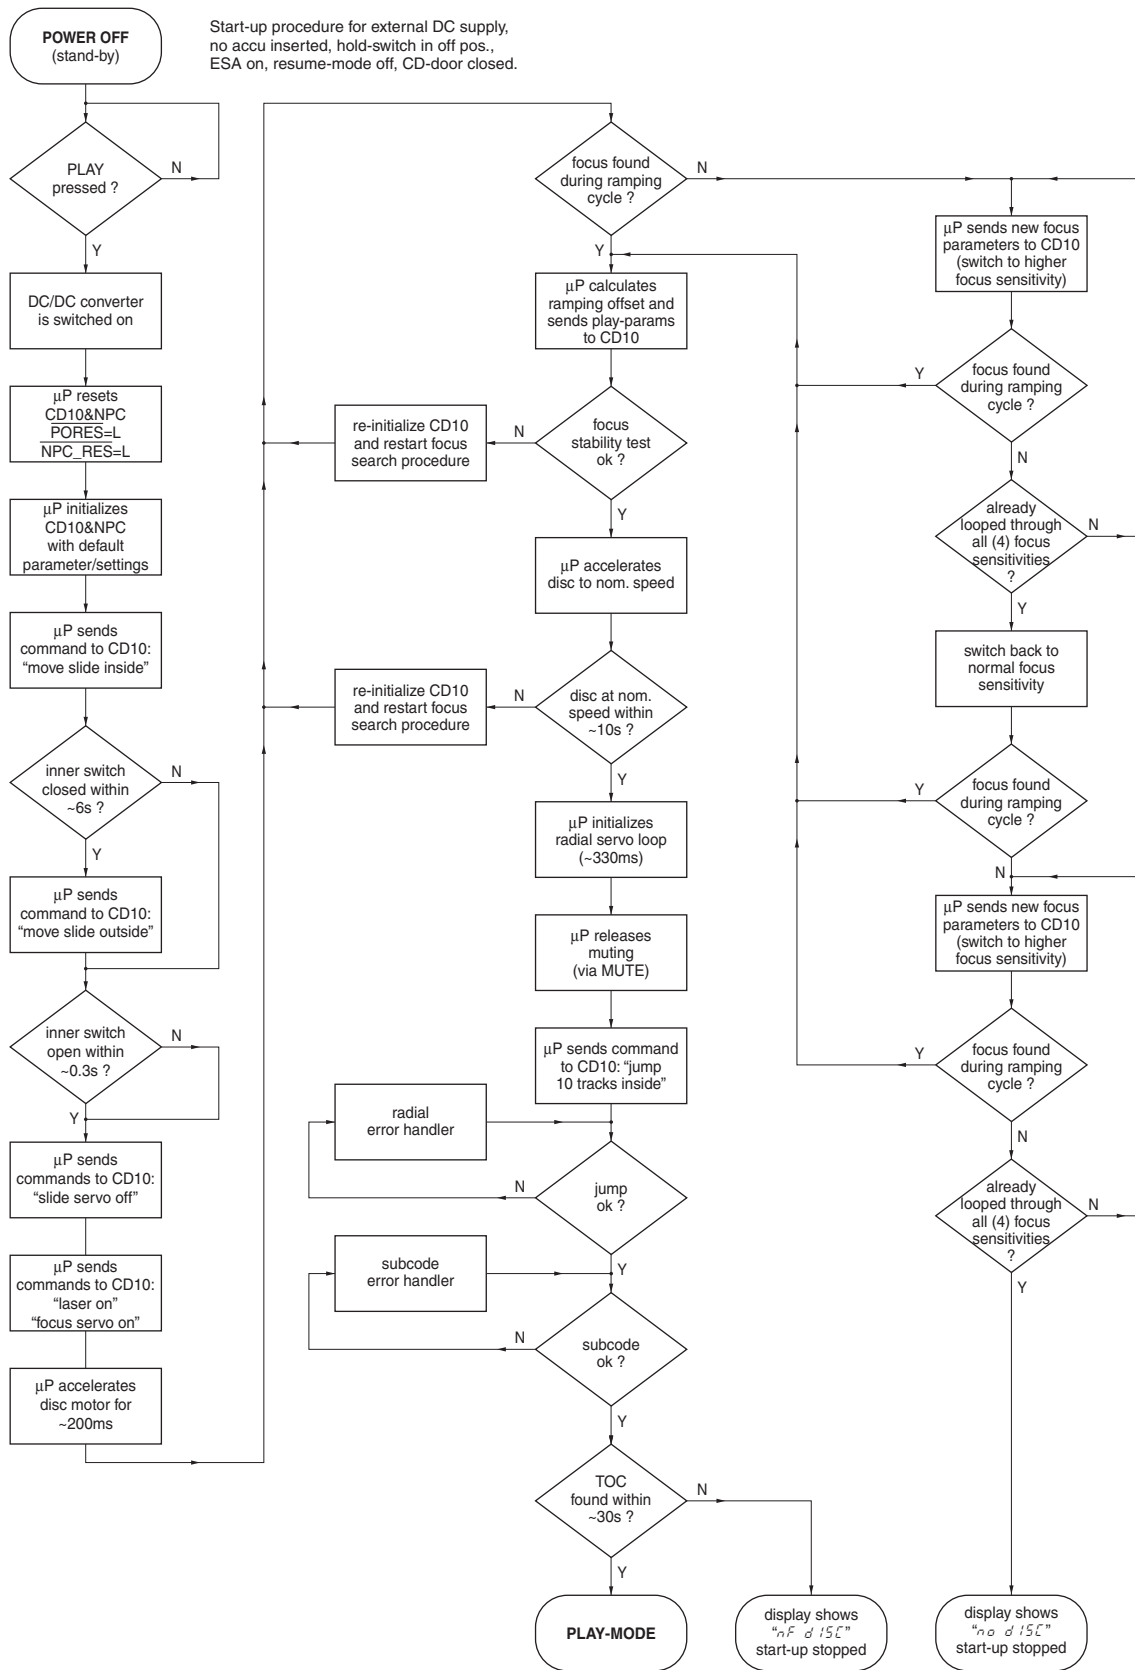 POWER OFF
(stand-by)
Start-up procedure for external DC supply,
no accu inserted, hold-switch in off pos.,
ESA on, resume-mode off, CD-door closed.
PLAY
pressed ?
N
Y
DC/DC converter
is switched on
µP resets
CD10&NPC
PORES=L
NPC_RES=L
µP initializes
CD10&NPC
with default
parameter/settings
µP sends
command to CD10:
“move slide inside”
inner switch
closed within
~6s ?
N
Y
µP sends
command to CD10:
“move slide outside”
inner switch
open within
~0.3s ?
N
Y
µP sends
commands to CD10:
“slide servo off”
µP sends
commands to CD10:
“laser on”
“focus servo on”
µP accelerates
disc motor for
~200ms
focus found
during ramping
cycle ?
N
Y
µP calculates
ramping offset and
sends play-params
to CD10
focus
stability test
ok ?
N
re-initialize CD10
and restart focus
search procedure
Y
µP accelerates
disc to nom. speed
disc at nom.
speed within
~10s ?
N
re-initialize CD10
and restart focus
search procedure
Y
µP initializes
radial servo loop
(~330ms)
µP releases
muting
(via MUTE)
µP sends command
to CD10: “jump
10 tracks inside”
radial
error handler
jump
ok ?
N
Y
subcode
error handler
subcode
ok ?
N
Y
TOC
found within
~30s ?
N
Y
PLAY-MODE
display shows
“nF dISC”
start-up stopped
µP sends new focus
parameters to CD10
(switch to higher
focus sensitivity)
focus found
during ramping
cycle ?
Y
N
already
looped through
all (4) focus
sensitivities
?
N
Y
switch back to
normal focus
sensitivity
focus found
during ramping
cycle ?
Y
N
µP sends new focus
parameters to CD10
(switch to higher
focus sensitivity)
focus found
during ramping
cycle ?
Y
N
already
looped through
all (4) focus
sensitivities
?
N
Y
display shows
“no dISC”
start-up stopped